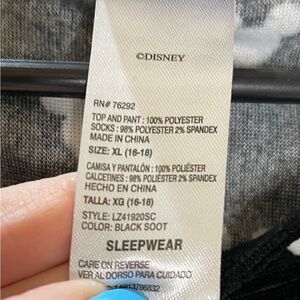 ©DISNEY
RN# 76292
TOP AND PANT: 100% POLYESTER
SOCKS: 98% POLYESTER 2% SPANDEX
MADE IN CHINA
SIZE: XL (16-18)
CAMISA Y PANTALÓN: 100% POLIÉSTER
CALCETINES: 98% POLIÉSTER 2% SPANDEX
HECHO EN CHINA
TALLA: XG (16-18)
STYLE: LZ41920SC
COLOR: BLACK SOOT
SLEEPWEAR
CARE ON REVERSE
VER AL DORSO PARA CUIDADO